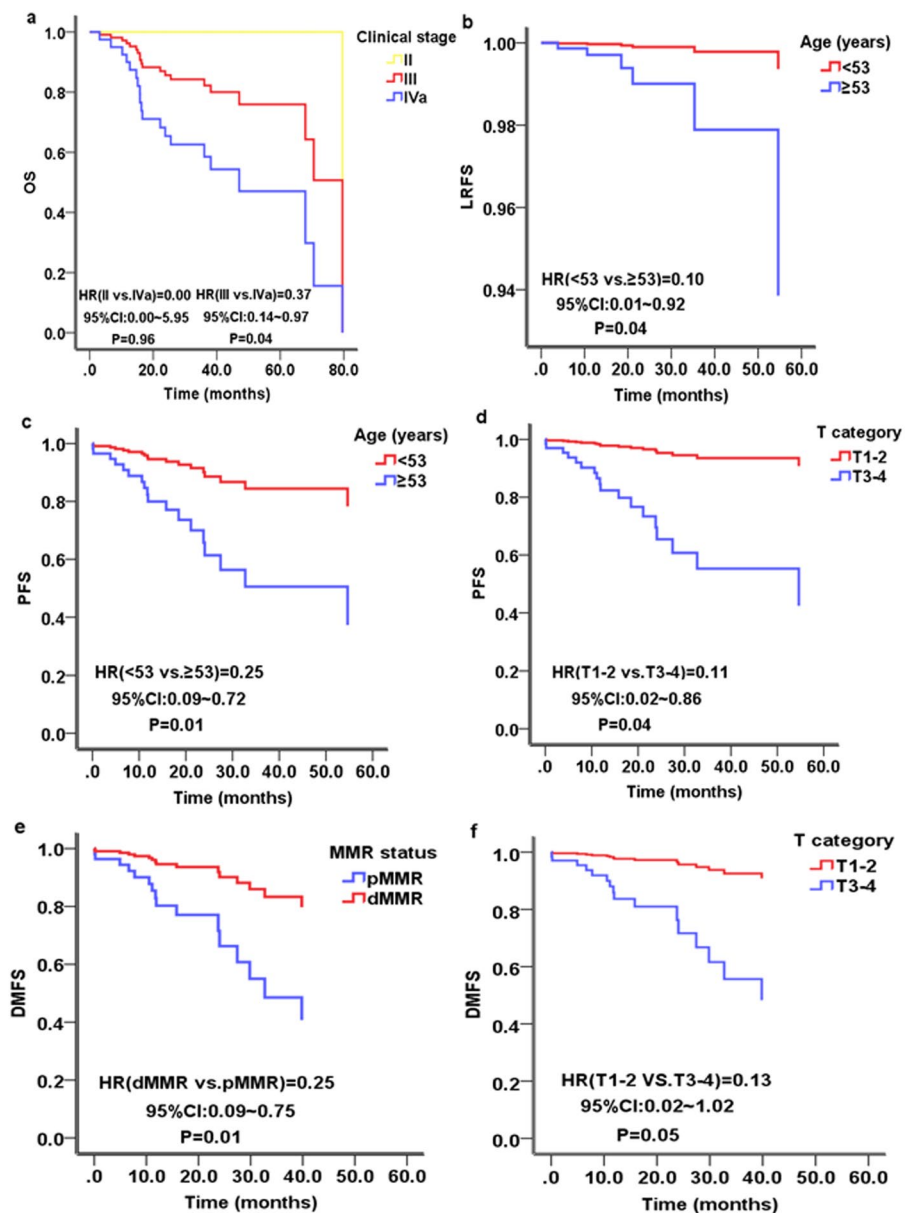 a
Clinical stage
II
III
IVa
1.0
0.8
0.6
0.4
0.2
0.0
OS
HR(II vs.IVa)=0.00
95%CI:0.00~5.95
P=0.96
HR(III vs.IVa)=0.37
95%CI:0.14~0.97
P=0.04
.0 20.0 40.0 60.0 80.0
Time (months)
b
Age (years)
<53
≥53
1.00
0.98
0.96
0.94
LRFS
HR(<53 vs.≥53)=0.10
95%CI:0.01~0.92
P=0.04
.0 10.0 20.0 30.0 40.0 50.0 60.0
Time (months)
c
Age (years)
<53
≥53
1.0
0.8
0.6
0.4
0.2
0.0
PFS
HR(<53 vs.≥53)=0.25
95%CI:0.09~0.72
P=0.01
.0 10.0 20.0 30.0 40.0 50.0 60.0
Time (months)
d
T category
T1-2
T3-4
1.0
0.8
0.6
0.4
0.2
0.0
PFS
HR(T1-2 vs.T3-4)=0.11
95%CI:0.02~0.86
P=0.04
.0 10.0 20.0 30.0 40.0 50.0 60.0
Time (months)
e
MMR status
pMMR
dMMR
1.0
0.8
0.6
0.4
0.2
0.0
DMFS
HR(dMMR vs.pMMR)=0.25
95%CI:0.09~0.75
P=0.01
.0 10.0 20.0 30.0 40.0 50.0 60.0
Time (months)
f
T category
T1-2
T3-4
1.0
0.8
0.6
0.4
0.2
0.0
DMFS
HR(T1-2 VS.T3-4)=0.13
95%CI:0.02~1.02
P=0.05
.0 10.0 20.0 30.0 40.0 50.0 60.0
Time (months)